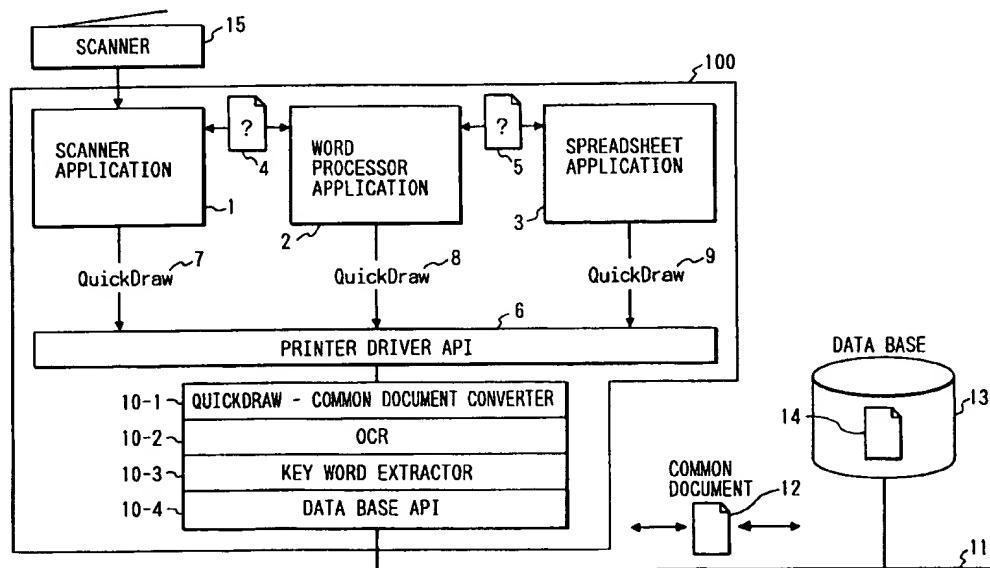 SCANNER
15
100
SCANNER
APPLICATION
1
?
4
WORD
PROCESSOR
APPLICATION
2
?
5
SPREADSHEET
APPLICATION
3
QuickDraw
7
QuickDraw
8
QuickDraw
9
6
PRINTER DRIVER API
10-1
QUICKDRAW - COMMON DOCUMENT CONVERTER
10-2
OCR
10-3
KEY WORD EXTRACTOR
10-4
DATA BASE API
DATA BASE
13
14
COMMON
DOCUMENT
12
11